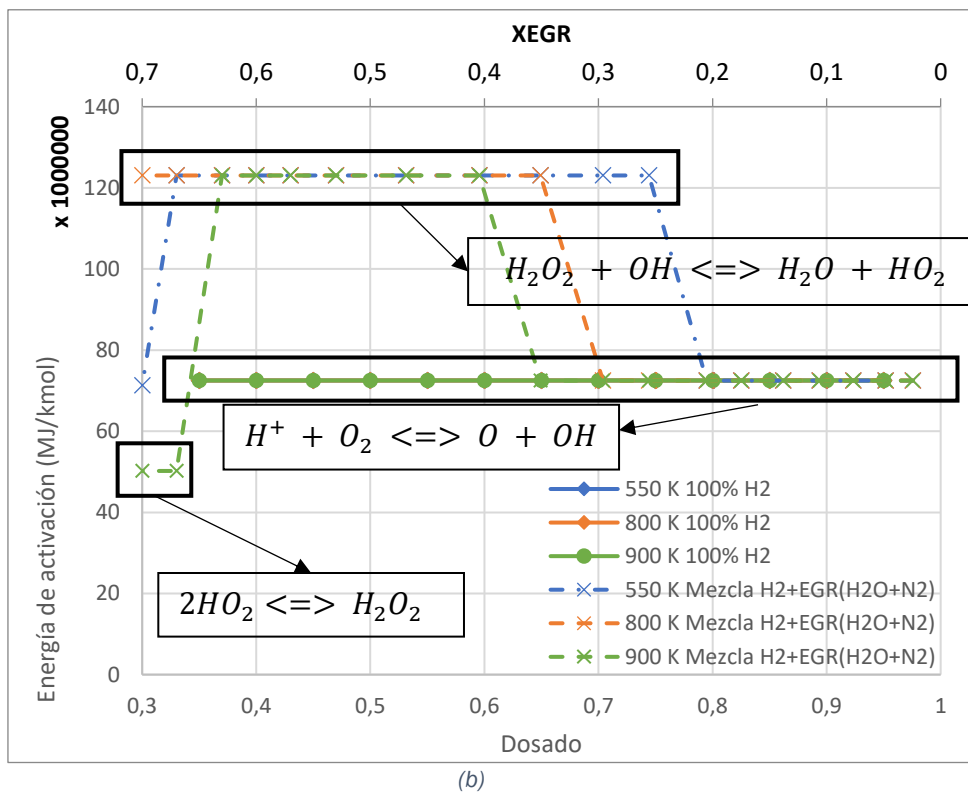 XEGR
0,7 0,6 0,5 0,4 0,3 0,2 0,1 0
x 1000000
Energía de activación (MJ/kmol)
140
120
100
80
60
40
20
0
H₂O₂ + OH <=> H₂O + HO₂
H⁺ + O₂ <=> O + OH
2HO₂ <=> H₂O₂
550 K 100% H2
800 K 100% H2
900 K 100% H2
550 K Mezcla H2+EGR(H2O+N2)
800 K Mezcla H2+EGR(H2O+N2)
900 K Mezcla H2+EGR(H2O+N2)
0,3 0,4 0,5 0,6 0,7 0,8 0,9 1
Dosado
(b)